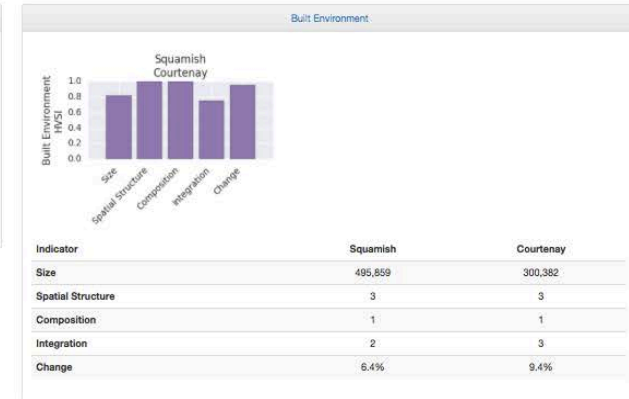 Built Environment
Squamish
Courtenay
Built Environment
HVSI
1.0
0.8
0.6
0.4
0.2
0.0
Size
Spatial Structure
Composition
Integration
Change
Indicator Squamish Courtenay
Size 495,859 300,382
Spatial Structure 3 3
Composition 1 1
Integration 2 3
Change 6.4% 9.4%